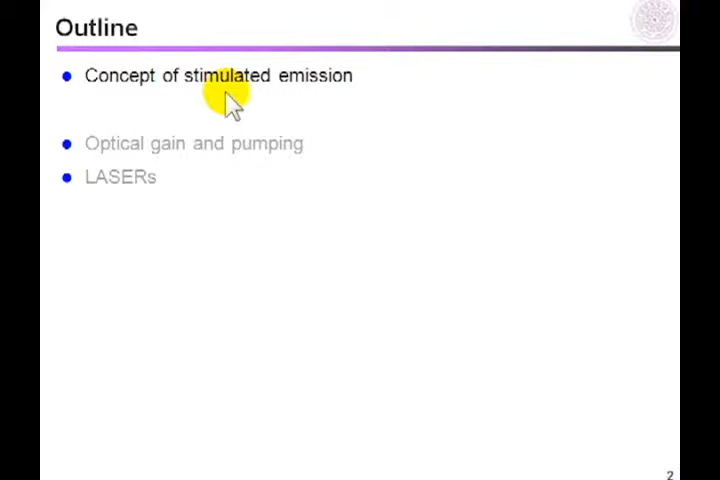 Outline
Concept of stimulated emission
Optical gain and pumping
LASERs
2